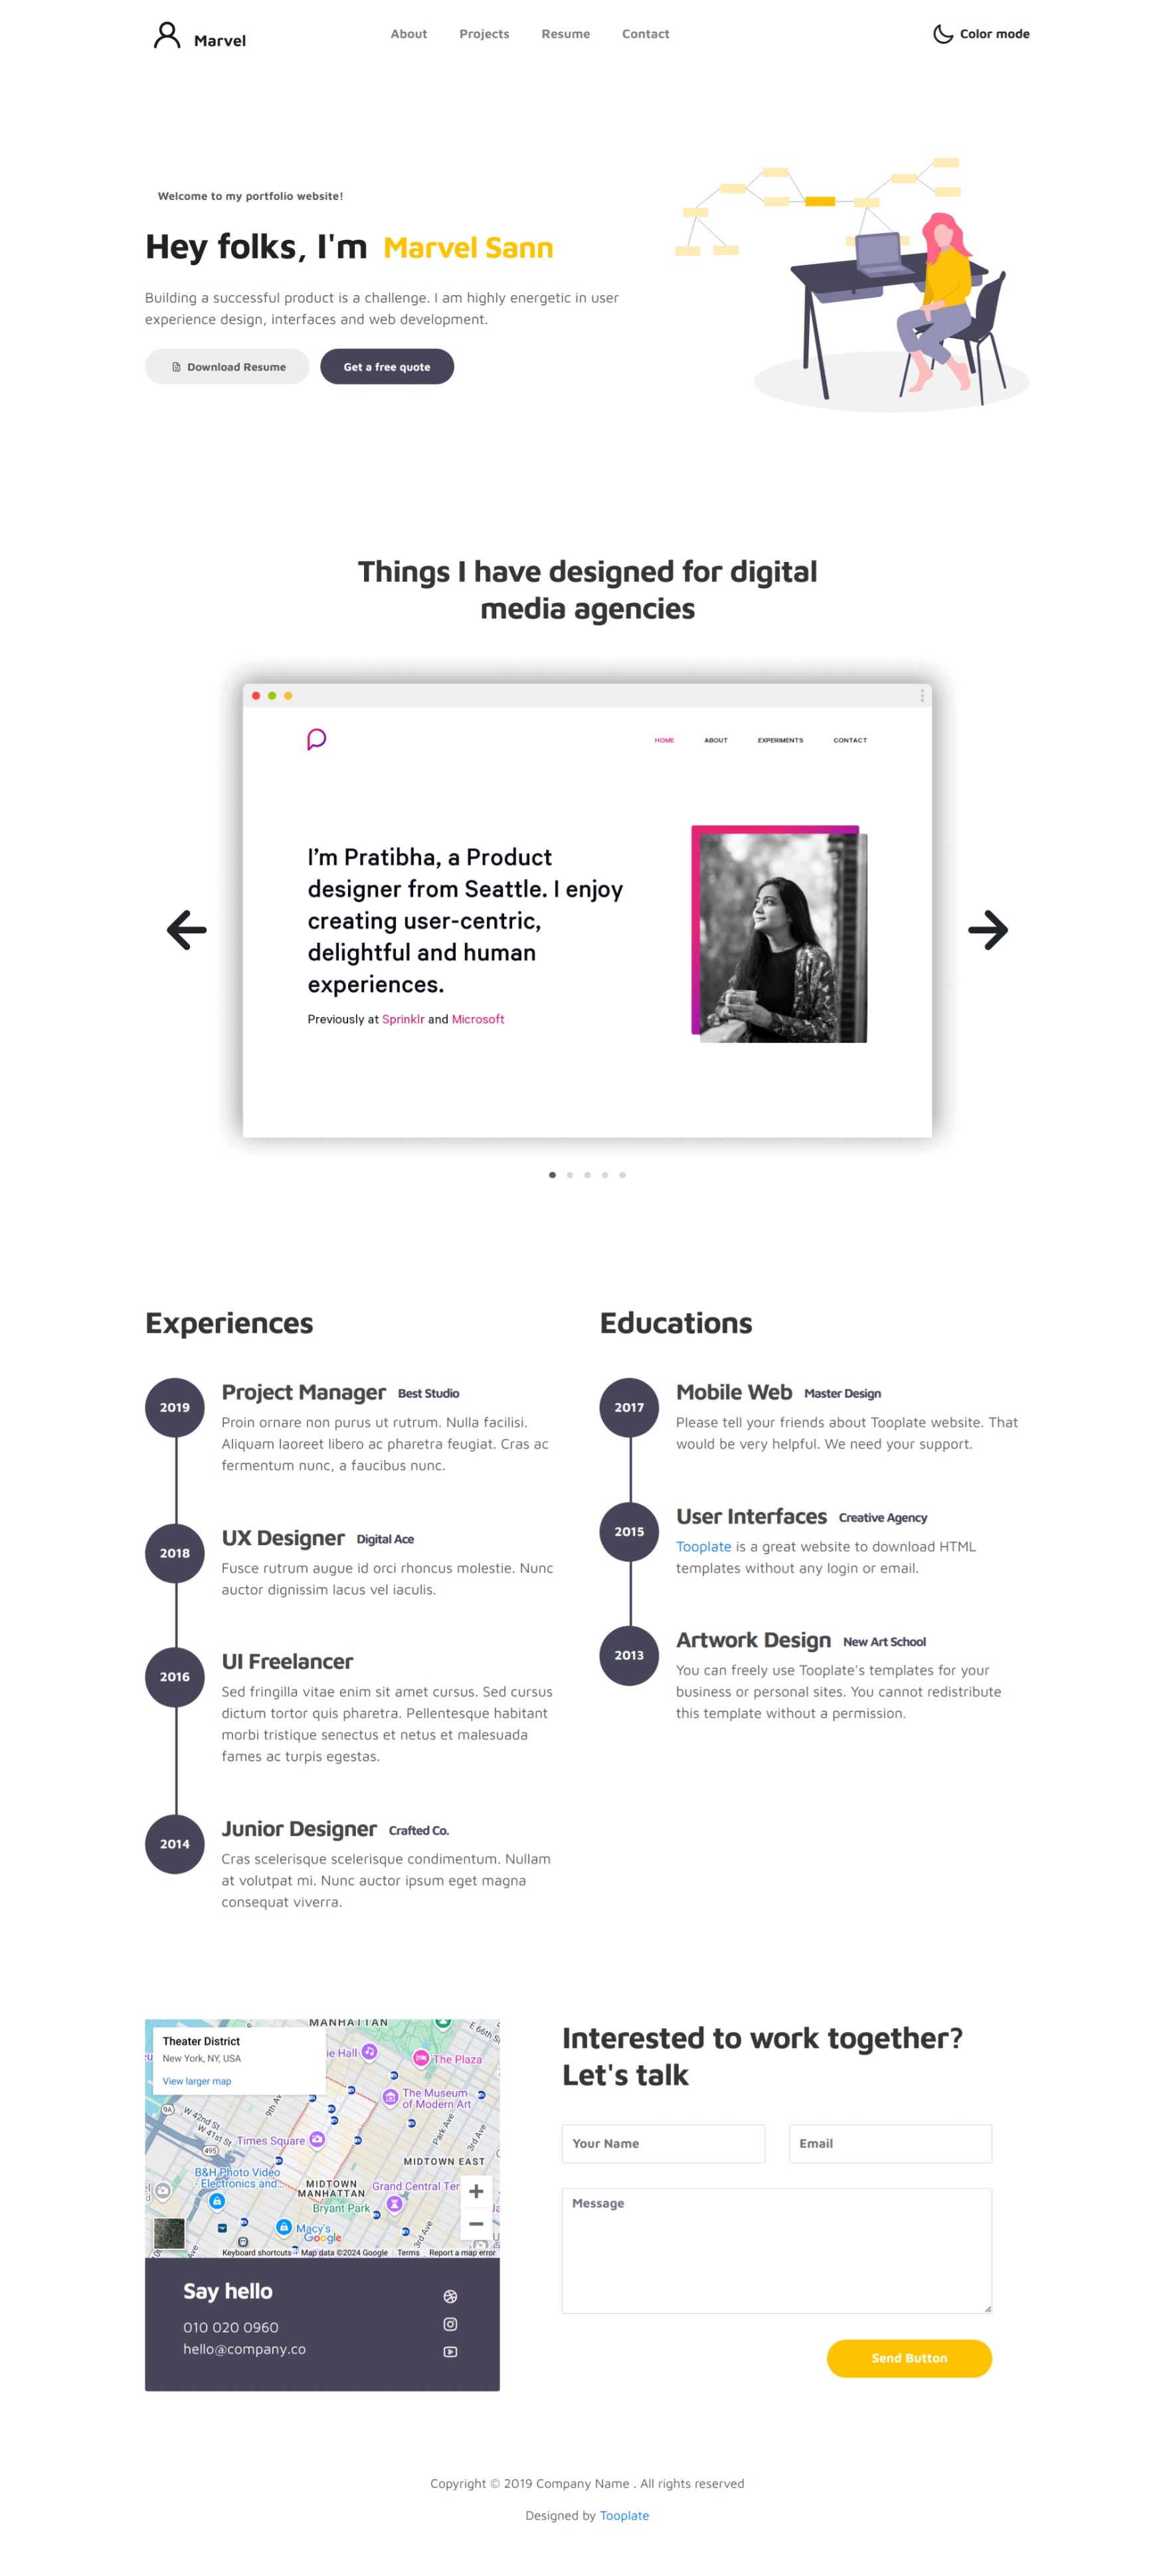 Marvel
About Projects Resume Contact
Color mode
Welcome to my portfolio website!
Hey folks, I'm Marvel Sann
Building a successful product is a challenge. I am highly energetic in user
experience design, interfaces and web development.
Download Resume
Get a free quote
Things I have designed for digital
media agencies
HOME ABOUT EXPERIMENTS CONTACT
I'm Pratibha, a Product
designer from Seattle. I enjoy
creating user-centric,
delightful and human
experiences.
Previously at Sprinklr and Microsoft
Experiences
2019
Project Manager Best Studio
Proin ornare non purus ut rutrum. Nulla facilisi.
Aliquam laoreet libero ac pharetra feugiat. Cras ac
fermentum nunc, a faucibus nunc.
2018
UX Designer Digital Ace
Fusce rutrum augue id orci rhoncus molestie. Nunc
auctor dignissim lacus vel iaculis.
2016
UI Freelancer
Sed fringilla vitae enim sit amet cursus. Sed cursus
dictum tortor quis pharetra. Pellentesque habitant
morbi tristique senectus et netus et malesuada
fames ac turpis egestas.
2014
Junior Designer Crafted Co.
Cras scelerisque scelerisque condimentum. Nullam
at volutpat mi. Nunc auctor ipsum eget magna
consequat viverra.
Educations
2017
Mobile Web Master Design
Please tell your friends about Tooplate website. That
would be very helpful. We need your support.
2015
User Interfaces Creative Agency
Tooplate is a great website to download HTML
templates without any login or email.
2013
Artwork Design New Art School
You can freely use Tooplate's templates for your
business or personal sites. You cannot redistribute
this template without a permission.
Theater District
New York, NY, USA
View larger map
MANHATTAN
E 66th St
ie Hall
The Plaza
The Museum
of Modern Art
9th Av
9A
W 42nd St
W 41st St
495
Times Square
Park Ave
3rd Ave
MIDTOWN EAST
B&H Photo Video
Electronics and...
MIDTOWN
MANHATTAN
Grand Central Ter
Bryant Park
Macy's
Google
3rd Ave
Keyboard shortcuts Map data ©2024 Google Terms Report a map error
Say hello
010 020 0960
hello@company.co
Interested to work together?
Let's talk
Your Name
Email
Message
Send Button
Copyright © 2019 Company Name . All rights reserved
Designed by Tooplate